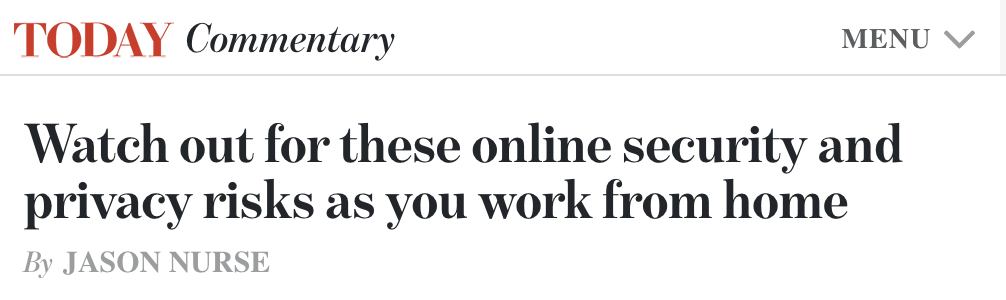 TODAY Commentary MENU
Watch out for these online security and
privacy risks as you work from home
By JASON NURSE